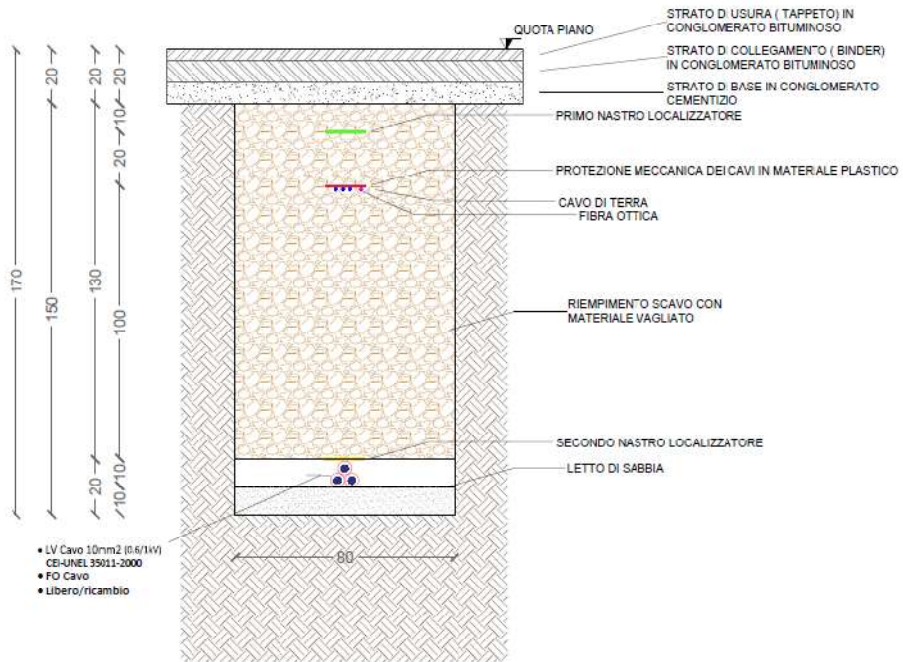 QUOTA PIANO
STRATO DI USURA ( TAPPETO) IN
CONGLOMERATO BITUMINOSO
STRATO DI COLLEGAMENTO ( BINDER)
IN CONGLOMERATO BITUMINOSO
STRATO DI BASE IN CONGLOMERATO
CEMENTIZIO
PRIMO NASTRO LOCALIZZATORE
PROTEZIONE MECCANICA DEI CAVI IN MATERIALE PLASTICO
CAVO DI TERRA
FIBRA OTTICA
RIEMPIMENTO SCAVO CON
MATERIALE VAGLIATO
SECONDO NASTRO LOCALIZZATORE
LETTO DI SABBIA
170
20
150
20
130
20
20
10
20
100
10
10
80
• LV Cavo 10mm2 (0.6/1kV)
CEI-UNEL 35011-2000
• FO Cavo
• Libero/ricambio